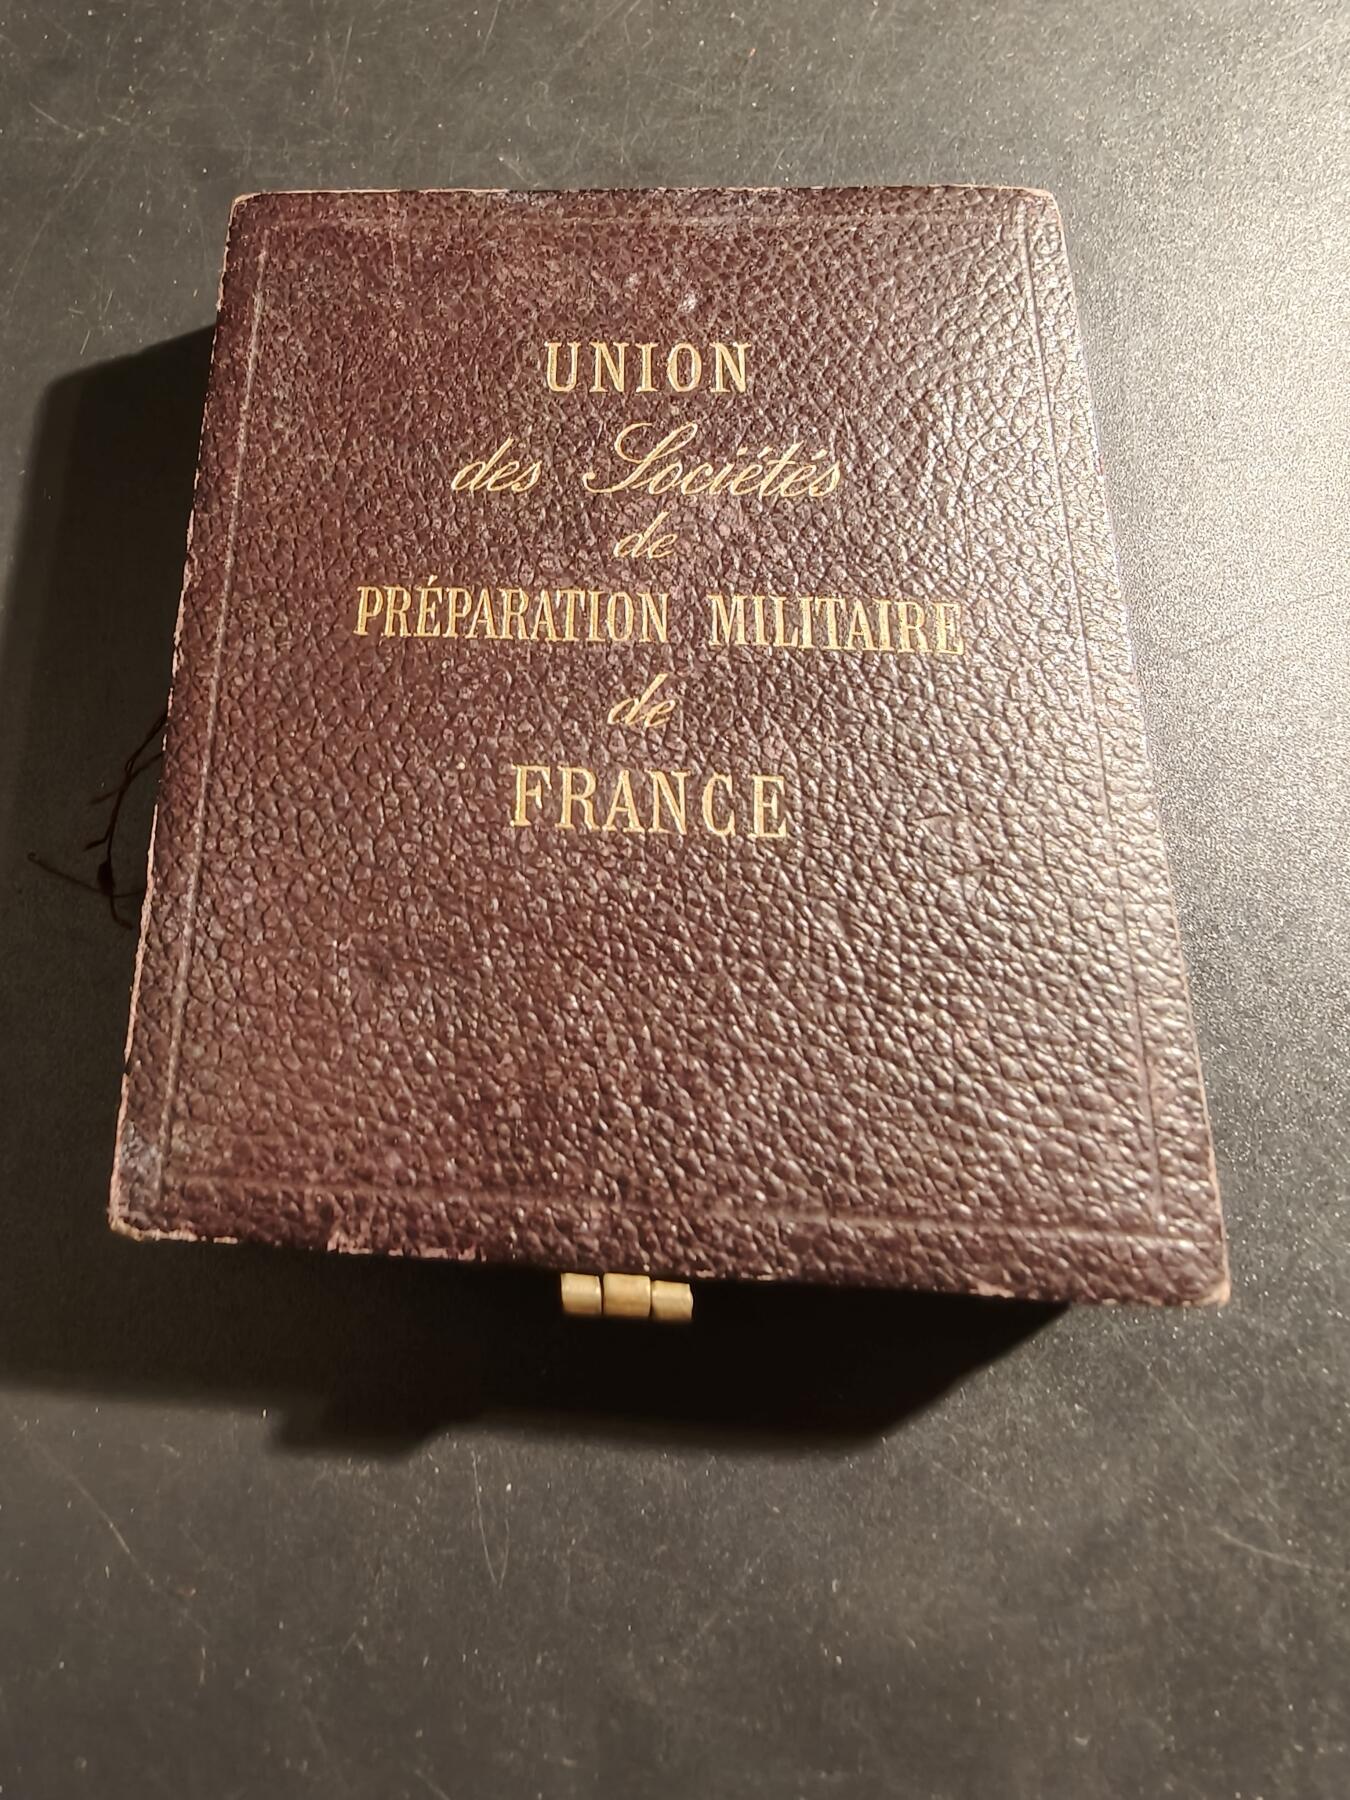 UNION
des Sociétés
de
PRÉPARATION MILITAIRE
de
FRANCE